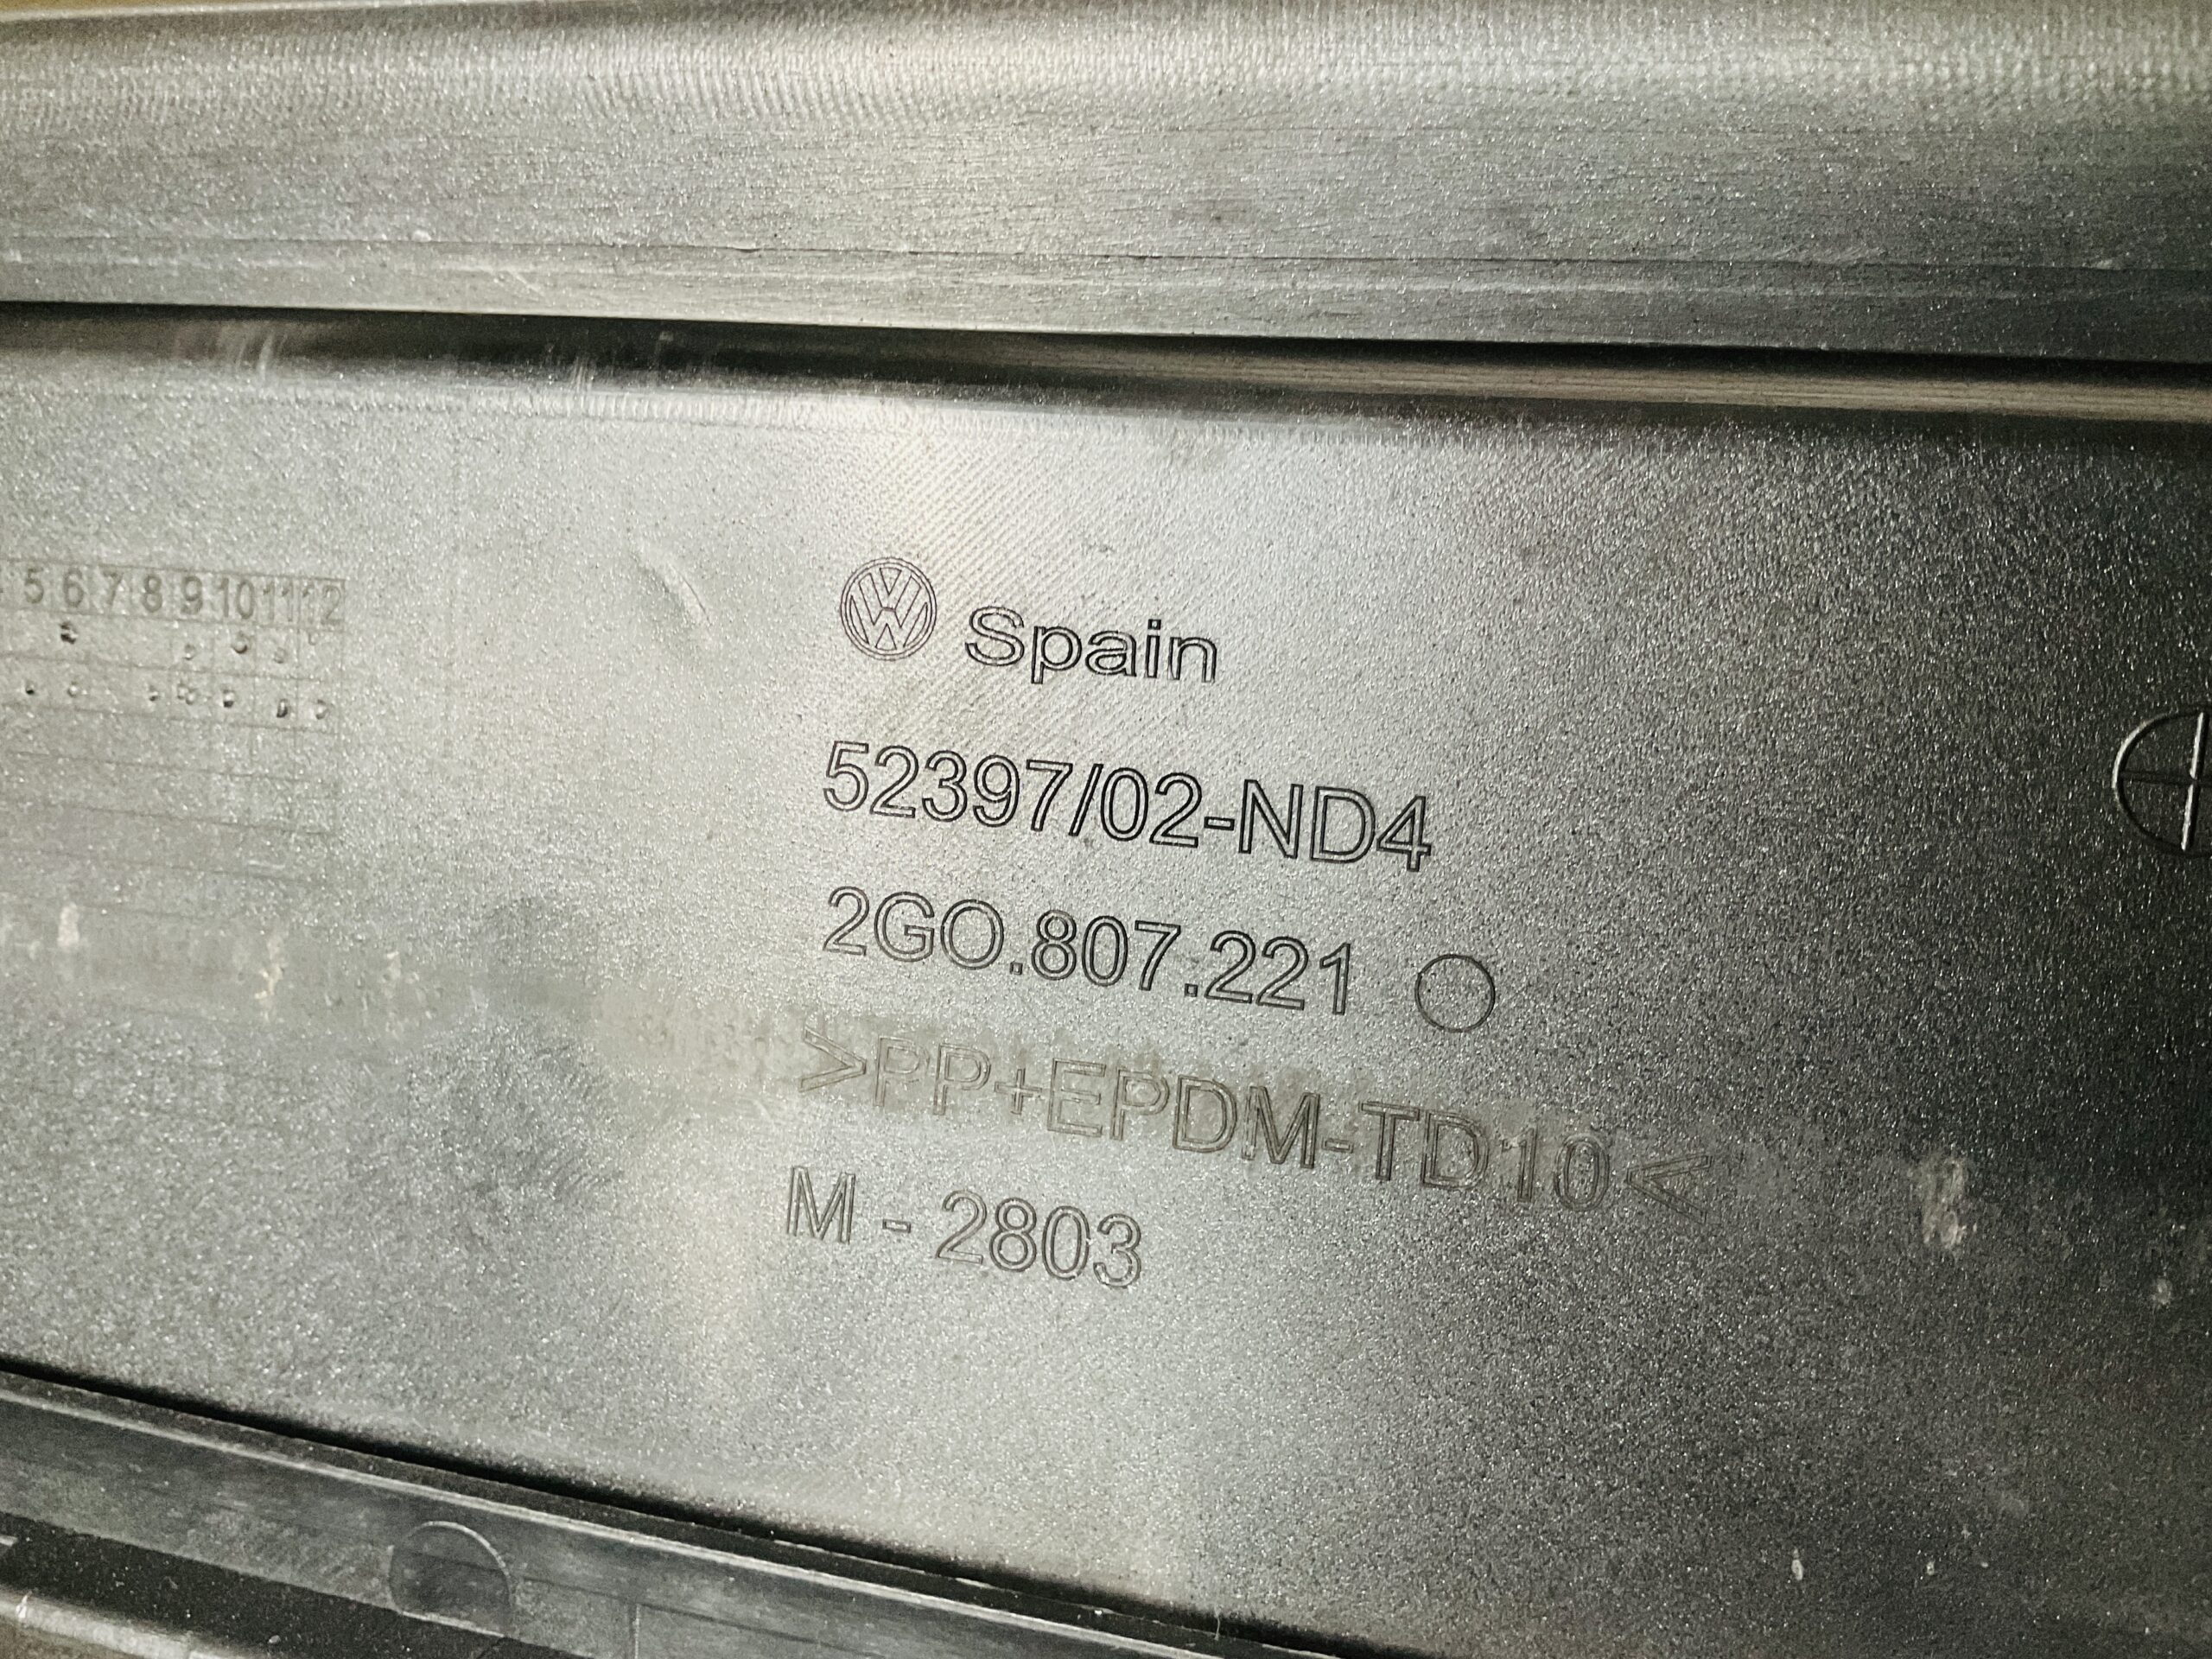 5 6 7 8 9 10 11 12
Spain
52397/02-ND4
2GO.807.221
>PP+EPDM-TD10<
M - 2803